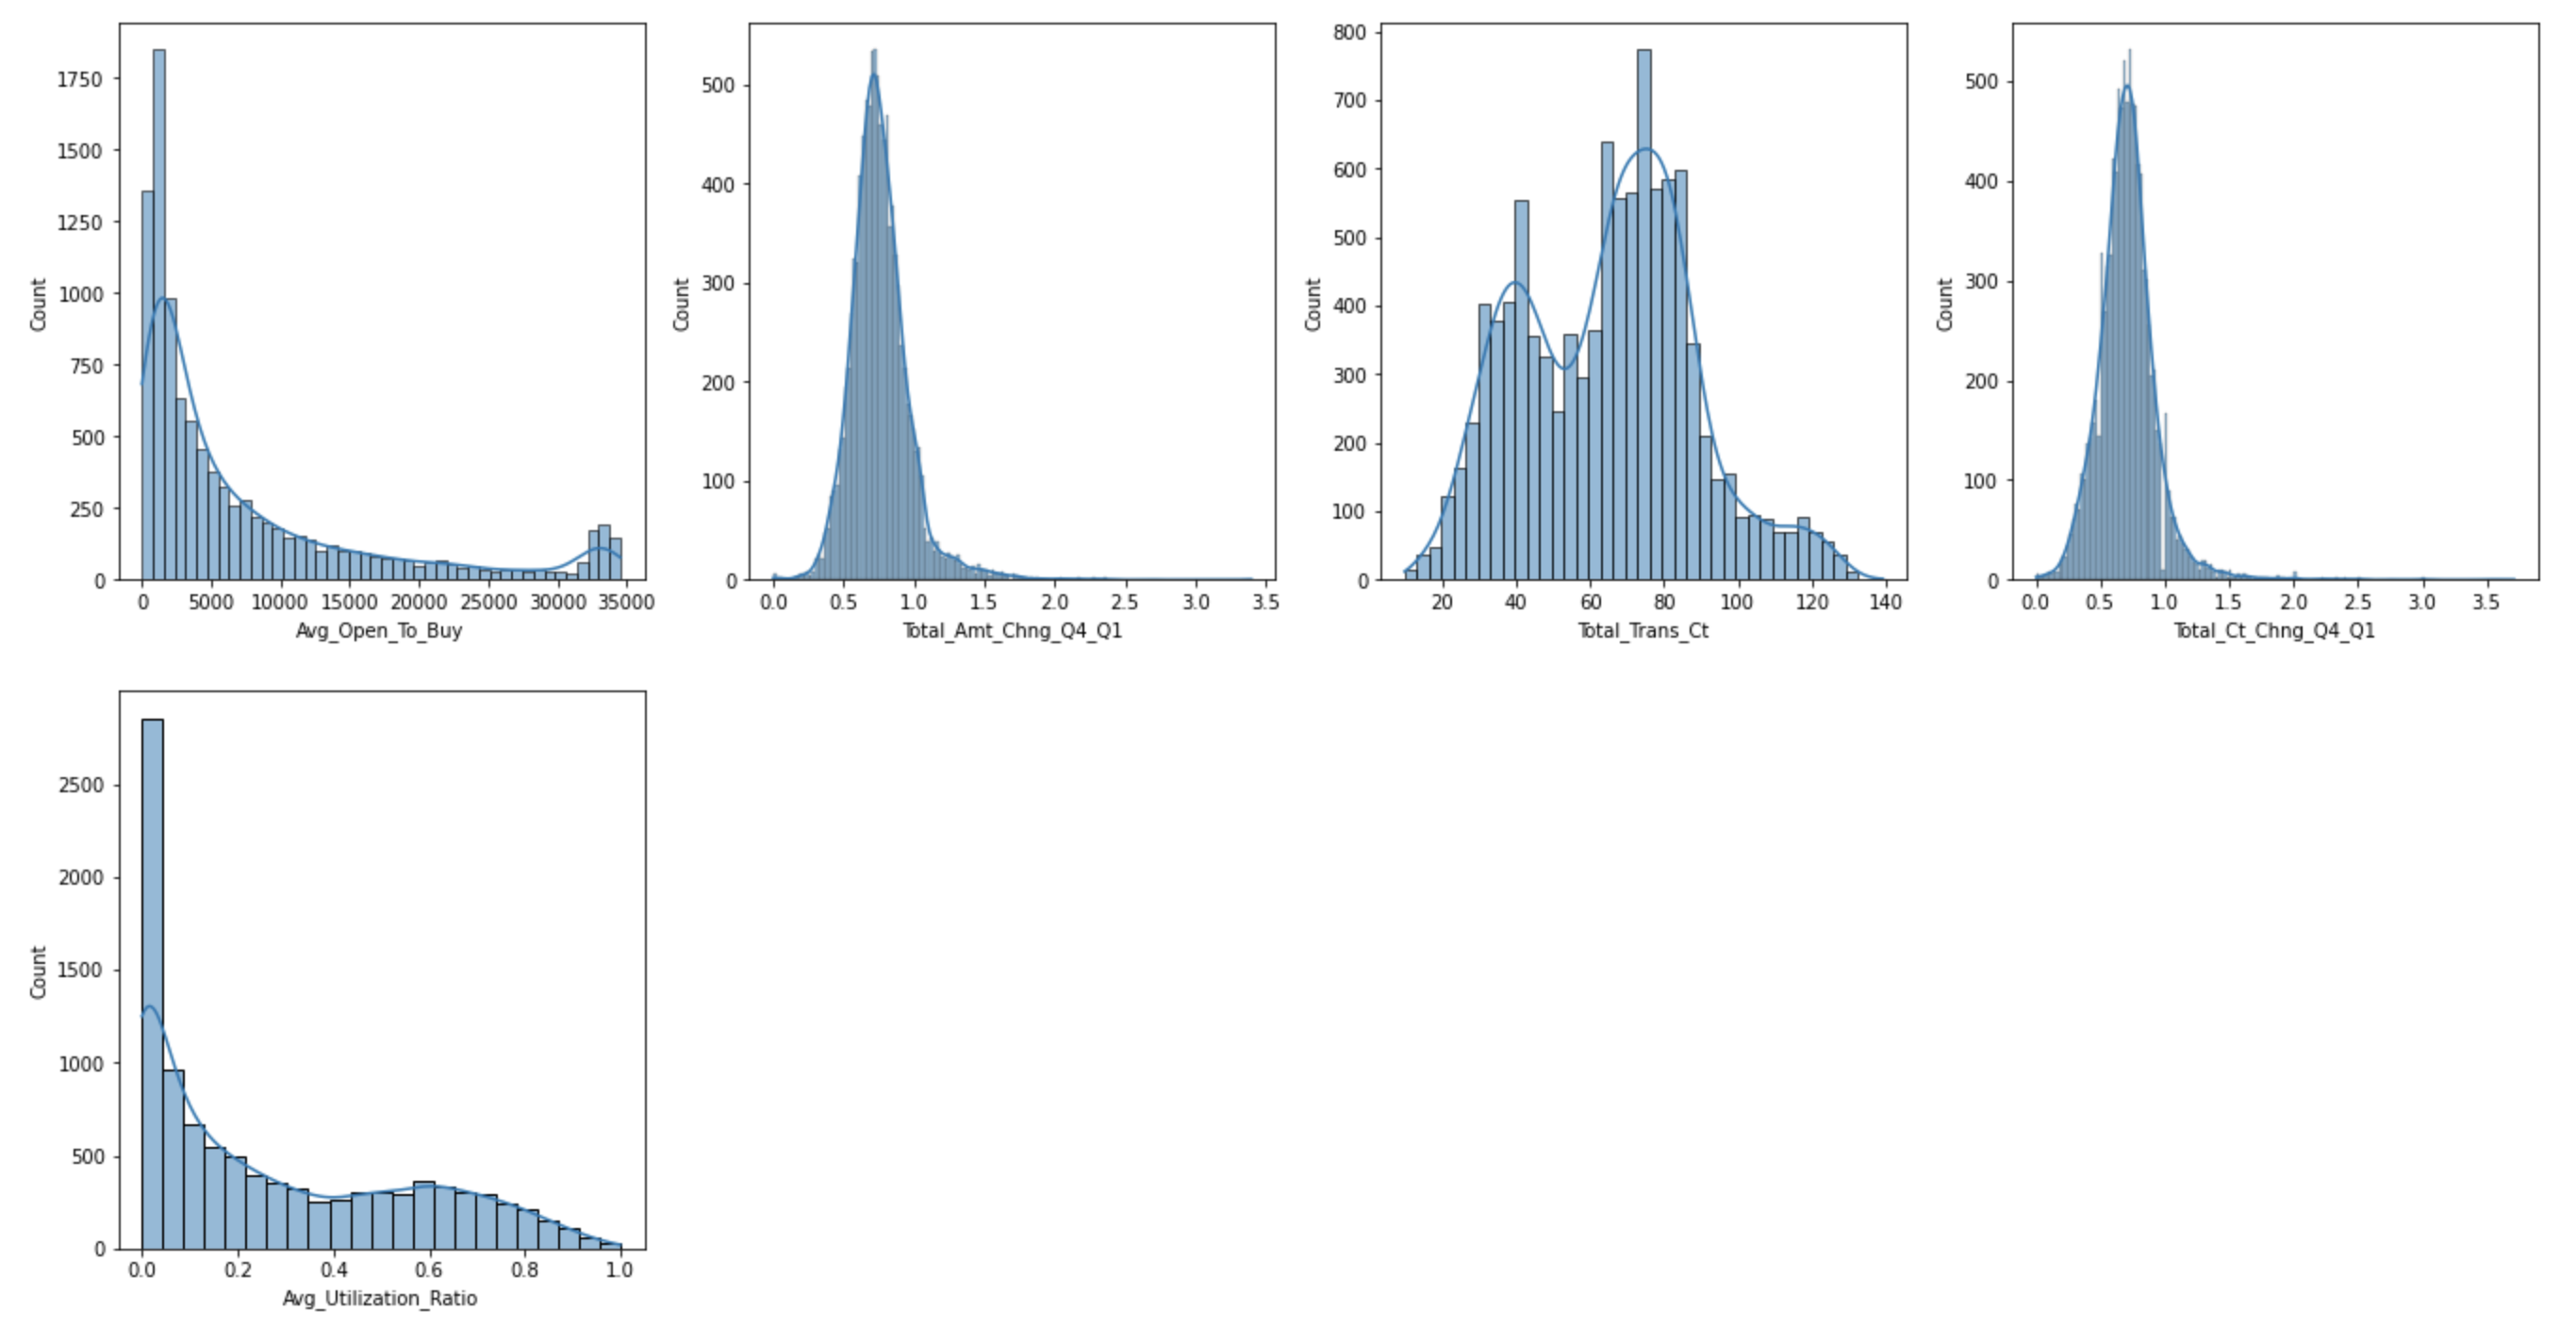 1750
1500
1250
1000
750
500
250
0
Count
0 5000 10000 15000 20000 25000 30000 35000
Avg_Open_To_Buy
500
400
300
200
100
0
Count
0.0 0.5 1.0 1.5 2.0 2.5 3.0 3.5
Total_Amt_Chng_Q4_Q1
800
700
600
500
400
300
200
100
0
Count
20 40 60 80 100 120 140
Total_Trans_Ct
500
400
300
200
100
0
Count
0.0 0.5 1.0 1.5 2.0 2.5 3.0 3.5
Total_Ct_Chng_Q4_Q1
2500
2000
1500
1000
500
0
Count
0.0 0.2 0.4 0.6 0.8 1.0
Avg_Utilization_Ratio